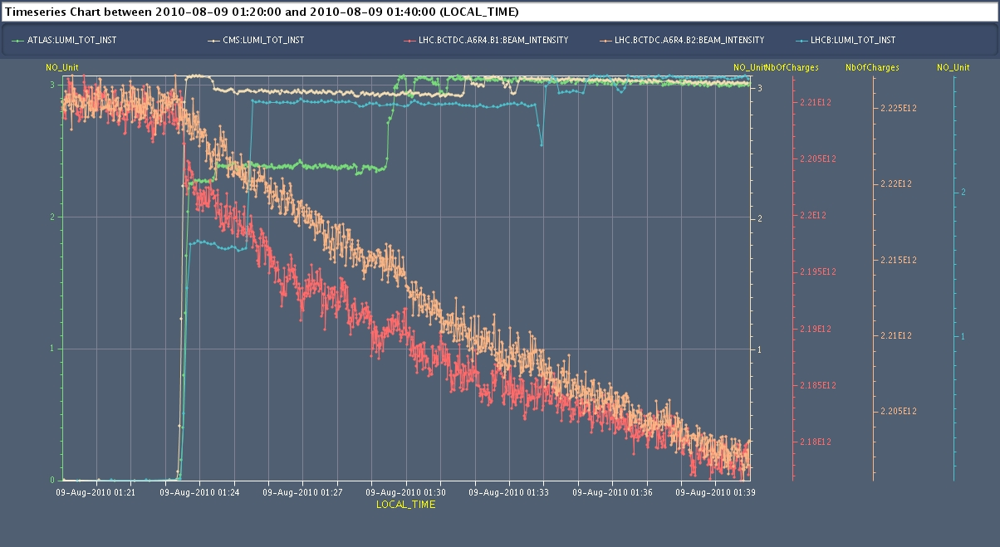 Timeseries Chart between 2010-08-09 01:20:00 and 2010-08-09 01:40:00 (LOCAL_TIME)
ATLAS:LUMI_TOT_INST CMS:LUMI_TOT_INST LHC.BCTDC.A6R4.B1:BEAM_INTENSITY LHC.BCTDC.A6R4.B2:BEAM_INTENSITY LHCB:LUMI_TOT_INST
NO_Unit NO_Unit NbOfCharges NbOfCharges NO_Unit
3 3
2.21E12 2.225E12
2.205E12
2.22E12 2
2 2 2.2E12
2.215E12
2.195E12
2.19E12
2.21E12 1
1 1
2.185E12
2.205E12
2.18E12
0
09-Aug-2010 01:21 09-Aug-2010 01:24 09-Aug-2010 01:27 09-Aug-2010 01:30 09-Aug-2010 01:33 09-Aug-2010 01:36 09-Aug-2010 01:39
LOCAL_TIME